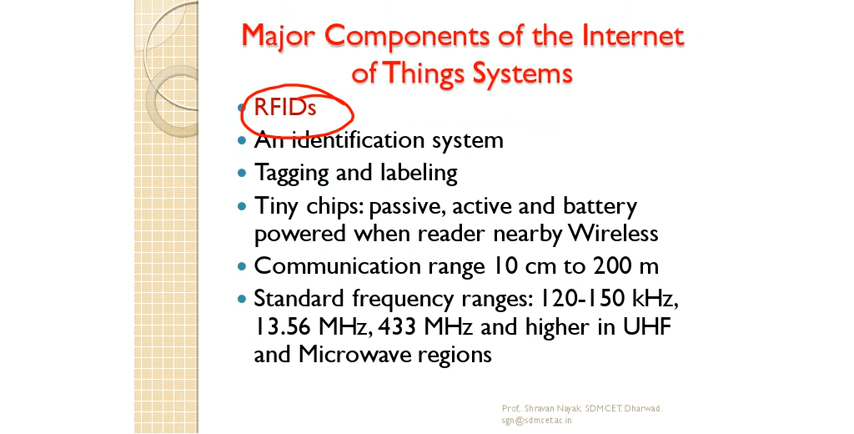 Major Components of the Internet
of Things Systems
• RFIDs
• An identification system
• Tagging and labeling
• Tiny chips: passive, active and battery
powered when reader nearby Wireless
• Communication range 10 cm to 200 m
• Standard frequency ranges: 120-150 kHz,
13.56 MHz, 433 MHz and higher in UHF
and Microwave regions
Prof. Shravan Nayak, SDMCET, Dharwad.
sgn@sdmcet.ac.in